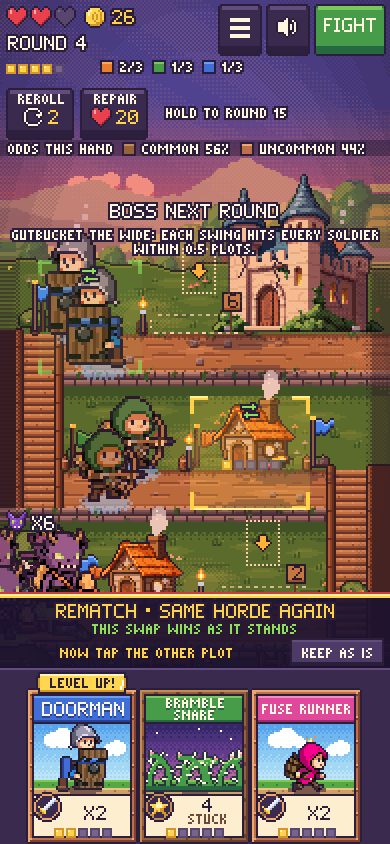 26
FIGHT
ROUND 4
2/3 1/3 1/3
REROLL
2
REPAIR
20
HOLD TO ROUND 15
ODDS THIS HAND COMMON 56% UNCOMMON 44%
BOSS NEXT ROUND
GUTBUCKET THE WIDE: EACH SWING HITS EVERY SOLDIER
WITHIN 0.5 PLOTS.
6
X6
2
REMATCH · SAME HORDE AGAIN
THIS SWAP WINS AS IT STANDS
NOW TAP THE OTHER PLOT
KEEP AS IS
LEVEL UP!
DOORMAN
X2
BRAMBLE
SNARE
4
STUCK
FUSE RUNNER
X2